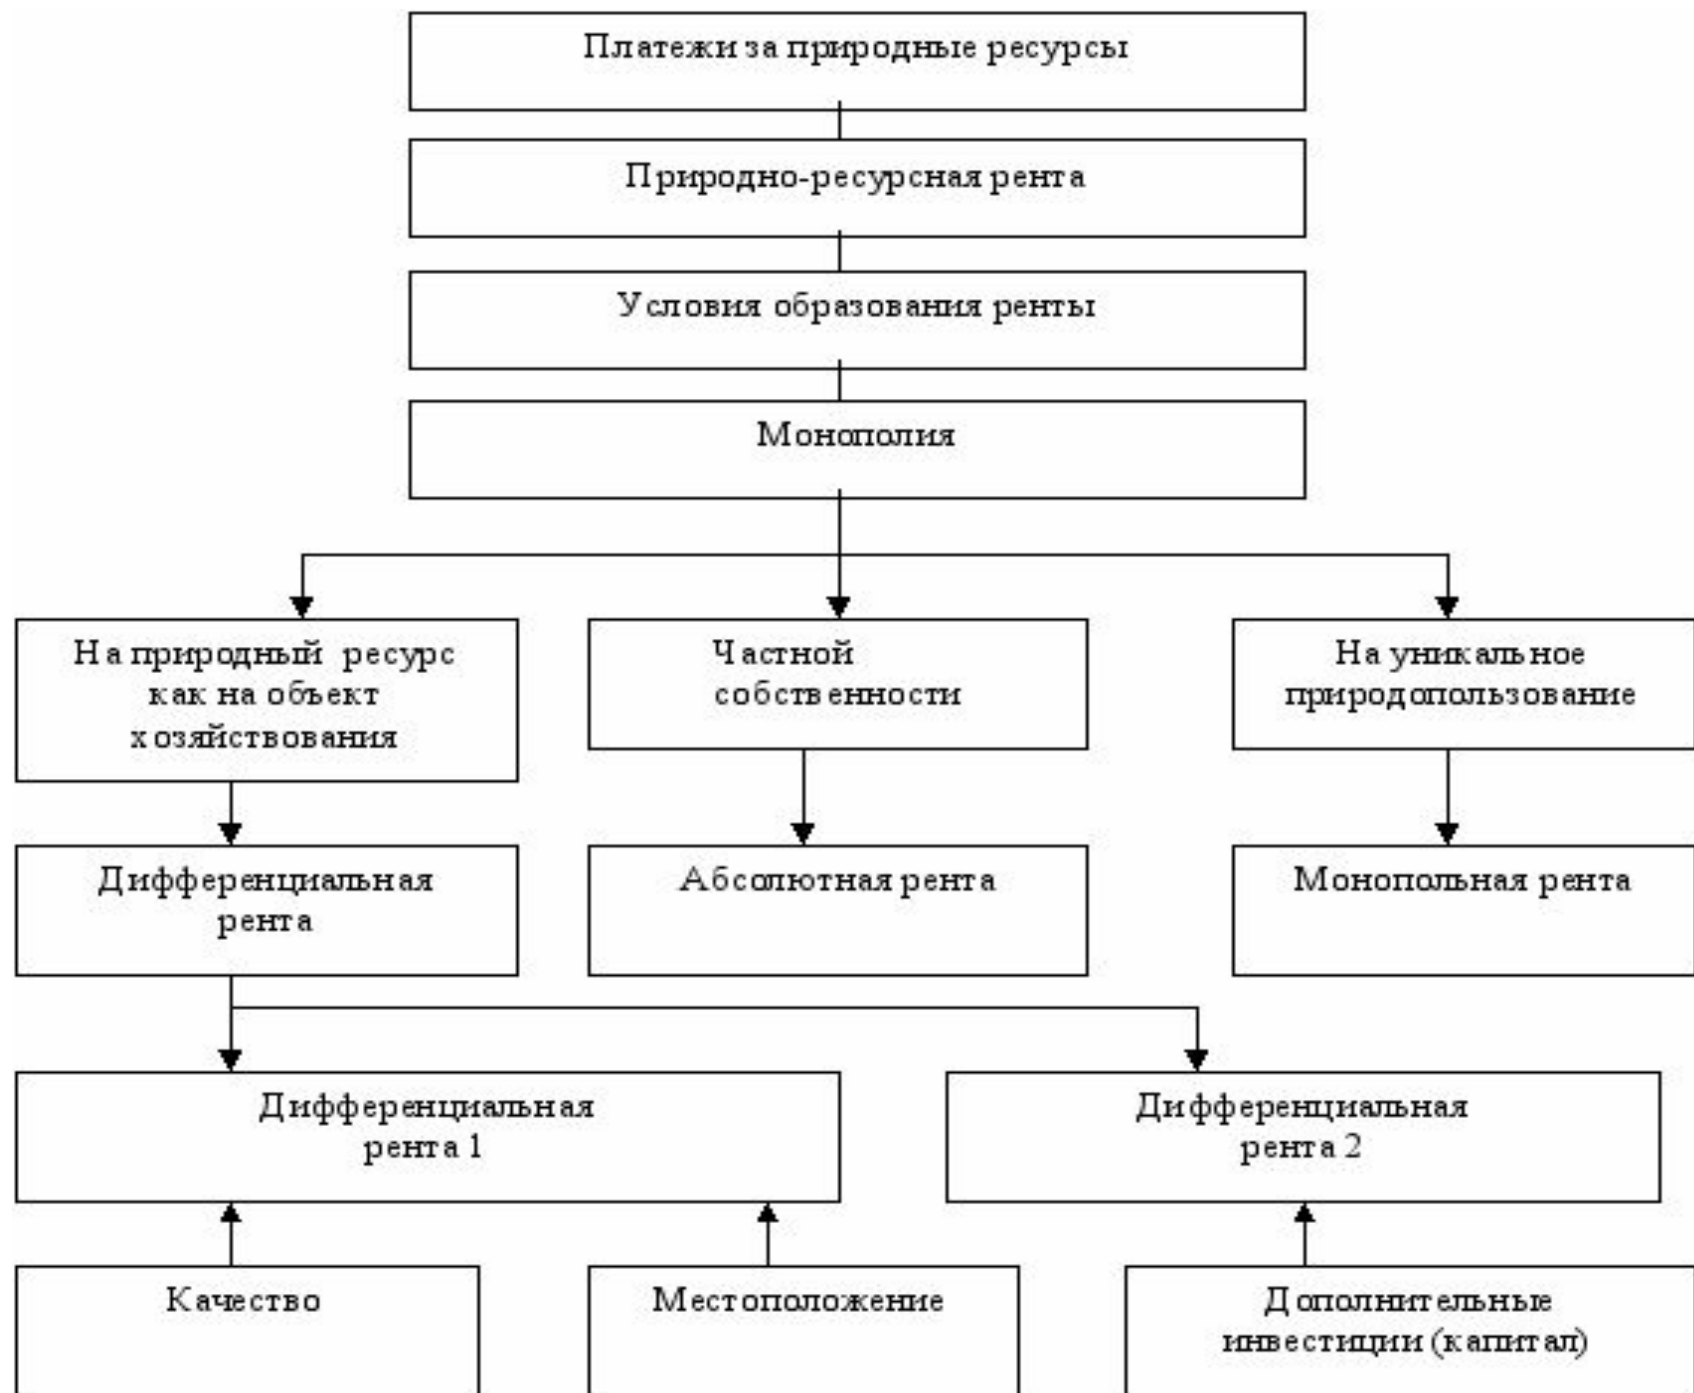 Платежи за природные ресурсы
Природно-ресурсная рента
Условия образования ренты
Монополия
На природный ресурс
как на объект
хозяйствования
Частной
собственности
На уникальное
природопользование
Дифференциальная
рента
Абсолютная рента
Монопольная рента
Дифференциальная
рента 1
Дифференциальная
рента 2
Качество
Местоположение
Дополнительные
инвестиции (капитал)